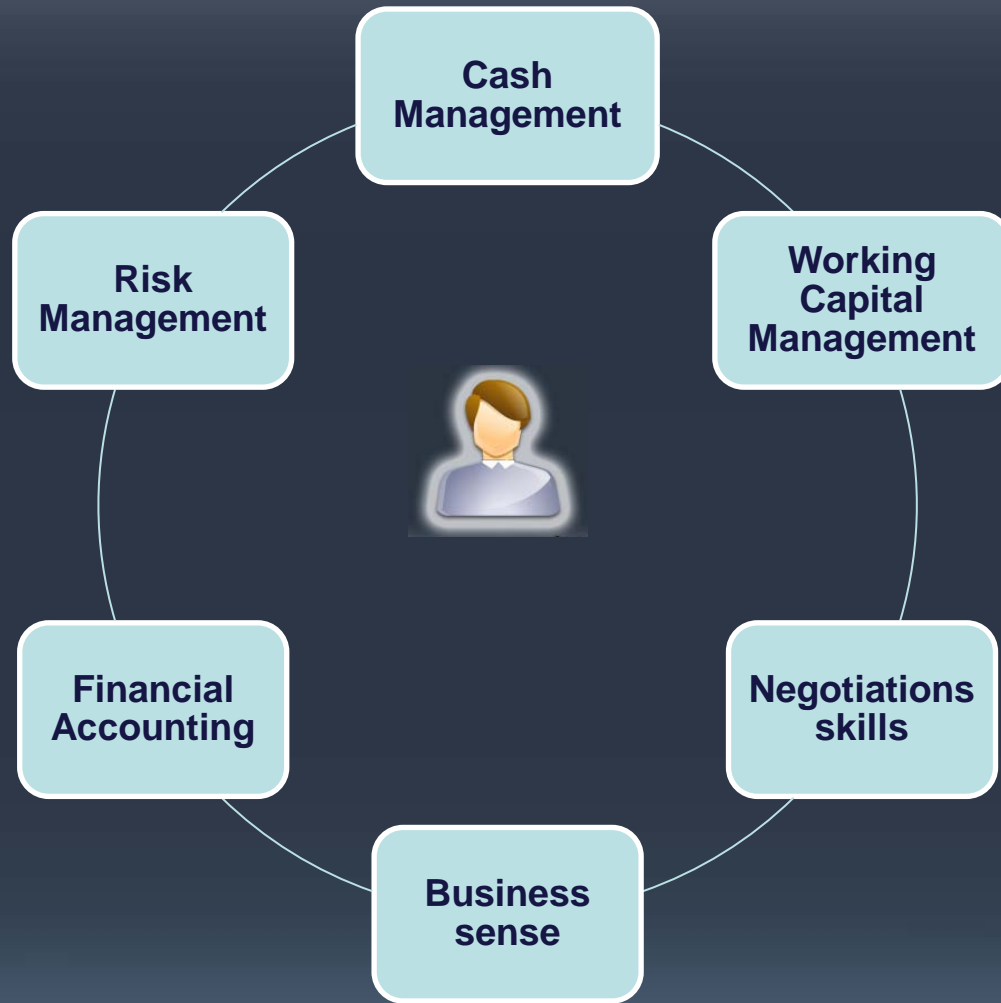 Cash
Management
Working
Capital
Management
Negotiations
skills
Business
sense
Financial
Accounting
Risk
Management